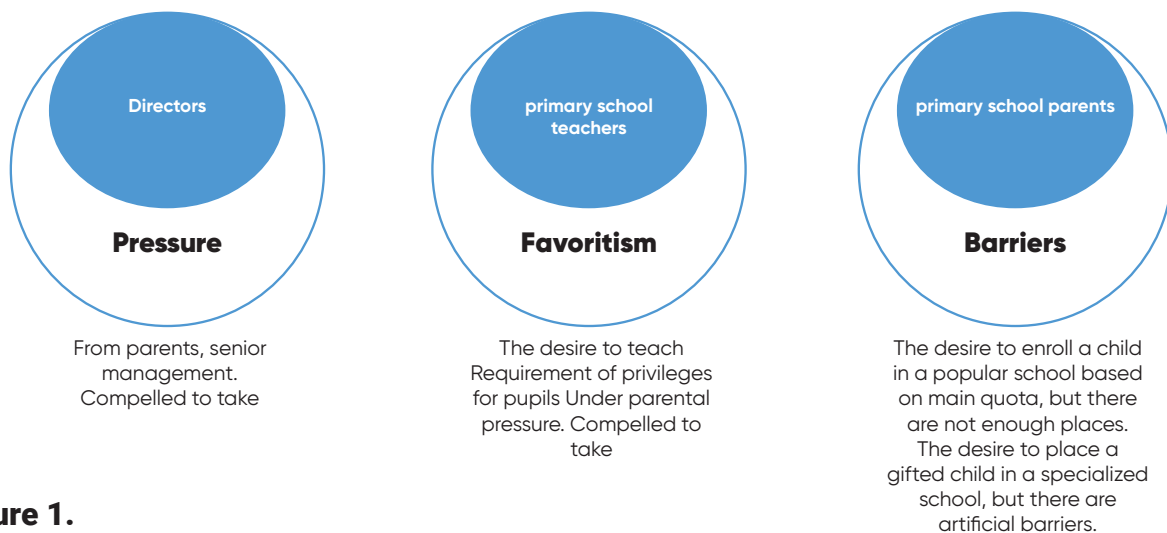 Directors
Pressure
From parents, senior
management.
Compelled to take
primary school
teachers
Favoritism
The desire to teach
Requirement of privileges
for pupils Under parental
pressure. Compelled to
take
primary school parents
Barriers
The desire to enroll a child
in a popular school based
on main quota, but there
are not enough places.
The desire to place a
gifted child in a specialized
school, but there are
artificial barriers.
ure 1.